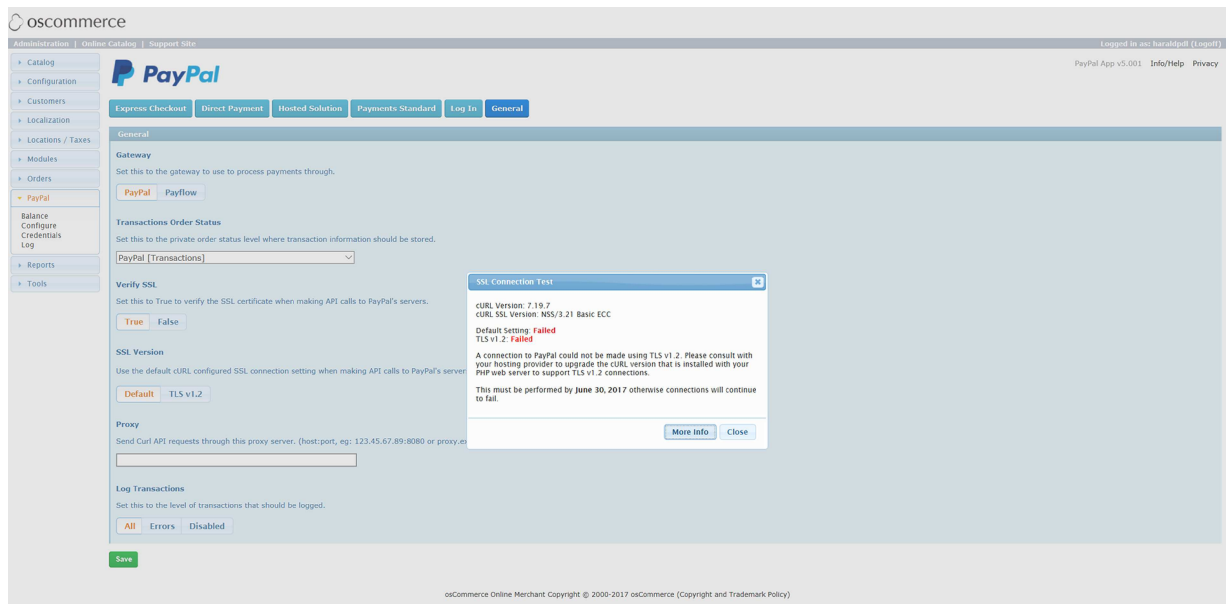 oscommerce
Administration | Online Catalog | Support Site
Logged in as: haraldpdl (Logoff)
Catalog
Configuration
Customers
Localization
Locations / Taxes
Modules
Orders
PayPal
Balance
Configure
Credentials
Log
Reports
Tools
PayPal
PayPal App v5.001 Info/Help Privacy
Express Checkout Direct Payment Hosted Solution Payments Standard Log In General
General
Gateway
Set this to the gateway to use to process payments through.
PayPal Payflow
Transactions Order Status
Set this to the private order status level where transaction information should be stored.
PayPal [Transactions]
Verify SSL
Set this to True to verify the SSL certificate when making API calls to PayPal's servers.
True False
SSL Version
Use the default cURL configured SSL connection setting when making API calls to PayPal's server
Default TLS v1.2
Proxy
Send Curl API requests through this proxy server. (host:port, eg: 123.45.67.89:8080 or proxy.ex
Log Transactions
Set this to the level of transactions that should be logged.
All Errors Disabled
Save
SSL Connection Test
cURL Version: 7.19.7
cURL SSL Version: NSS/3.21 Basic ECC
Default Setting: Failed
TLS v1.2: Failed
A connection to PayPal could not be made using TLS v1.2. Please consult with
your hosting provider to upgrade the cURL version that is installed with your
PHP web server to support TLS v1.2 connections.
This must be performed by June 30, 2017 otherwise connections will continue
to fail.
More Info Close
osCommerce Online Merchant Copyright © 2000-2017 osCommerce (Copyright and Trademark Policy)